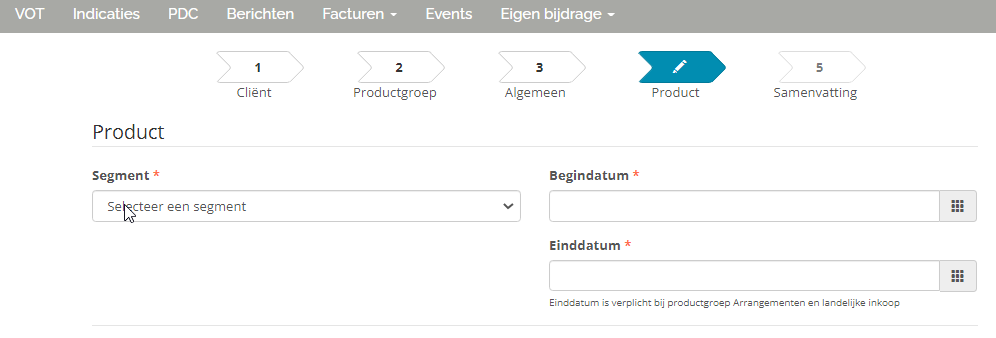 VOT Indicaties PDC Berichten Facturen Events Eigen bijdrage
1 2 3 5
Cliënt Productgroep Algemeen Product Samenvatting
Product
Segment * Begindatum *
Selecteer een segment
Einddatum *
Einddatum is verplicht bij productgroep Arrangementen en landelijke inkoop